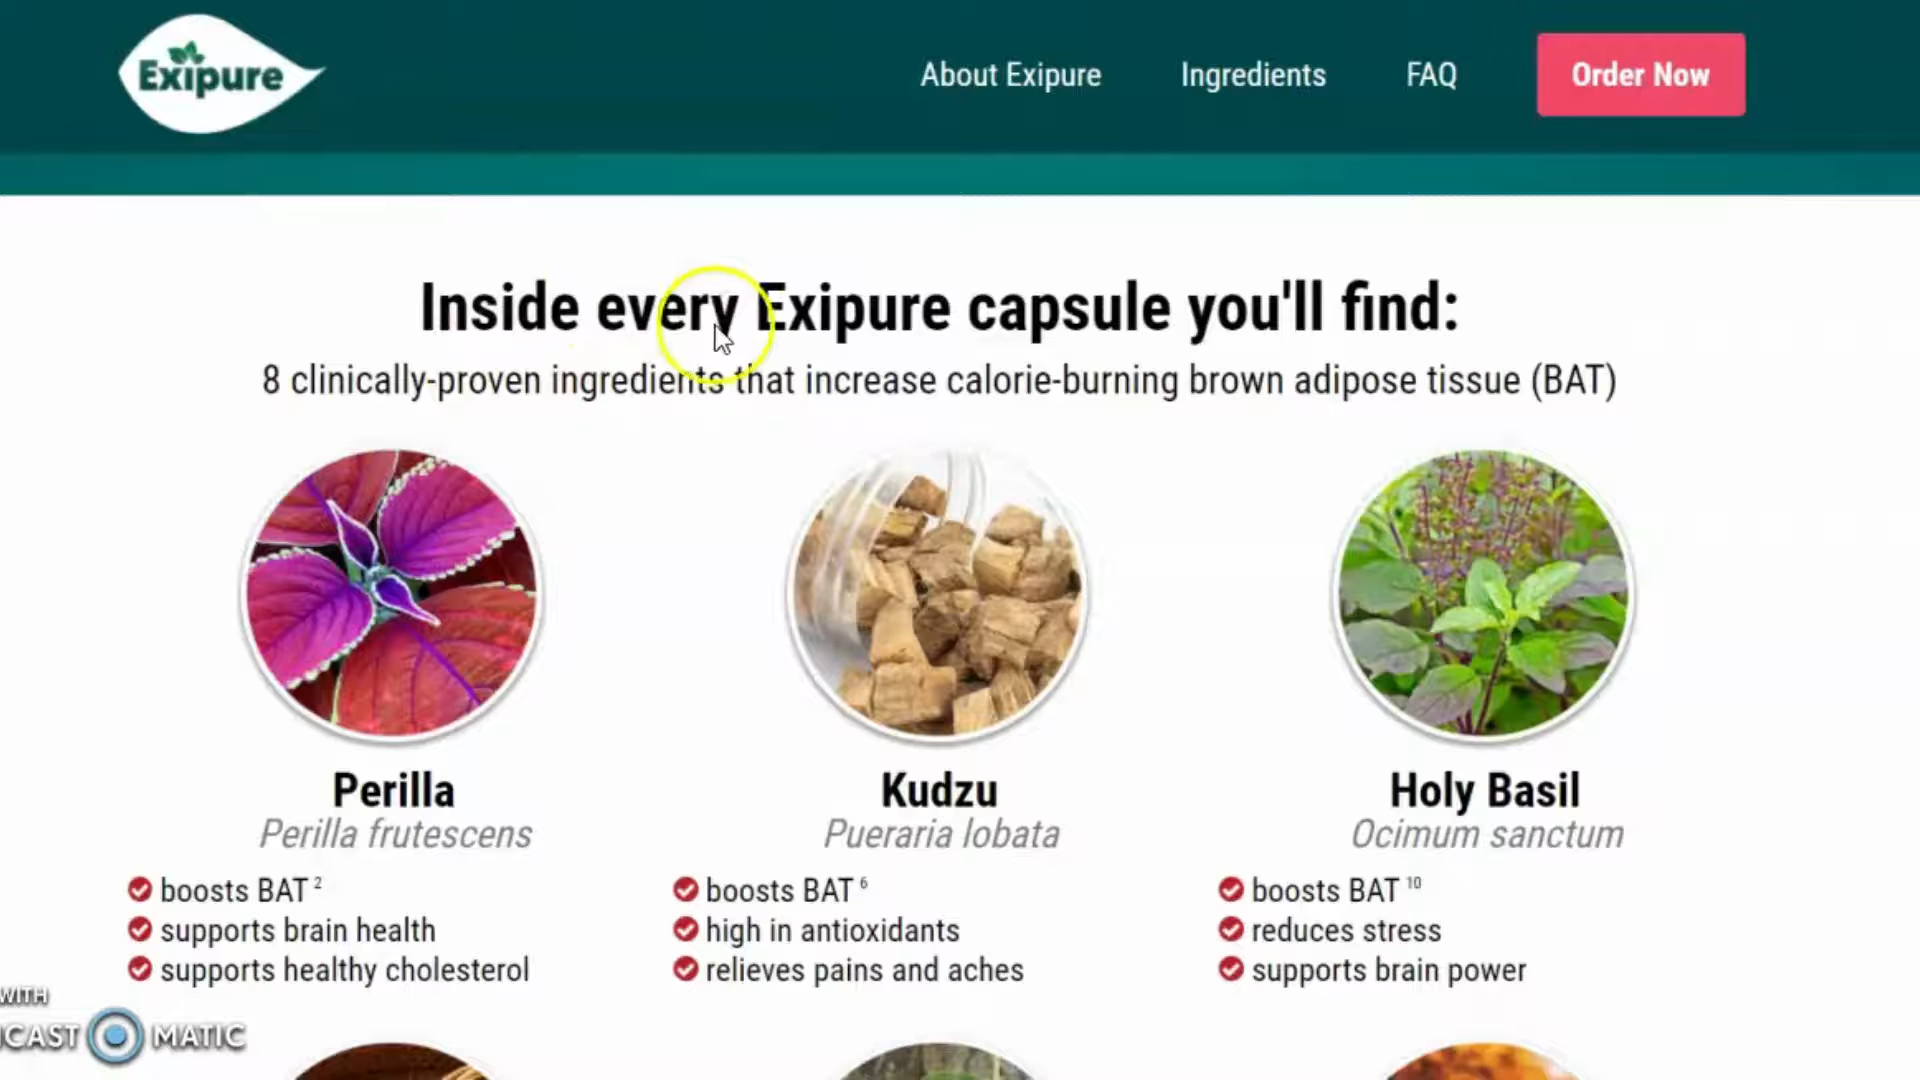 Exipure
About Exipure
Ingredients
FAQ
Order Now
Inside every Exipure capsule you'll find:
8 clinically-proven ingredients that increase calorie-burning brown adipose tissue (BAT)
Perilla
Perilla frutescens
boosts BAT 2
supports brain health
supports healthy cholesterol
Kudzu
Pueraria lobata
boosts BAT 6
high in antioxidants
relieves pains and aches
Holy Basil
Ocimum sanctum
boosts BAT 10
reduces stress
supports brain power
WITH
CAST MATIC